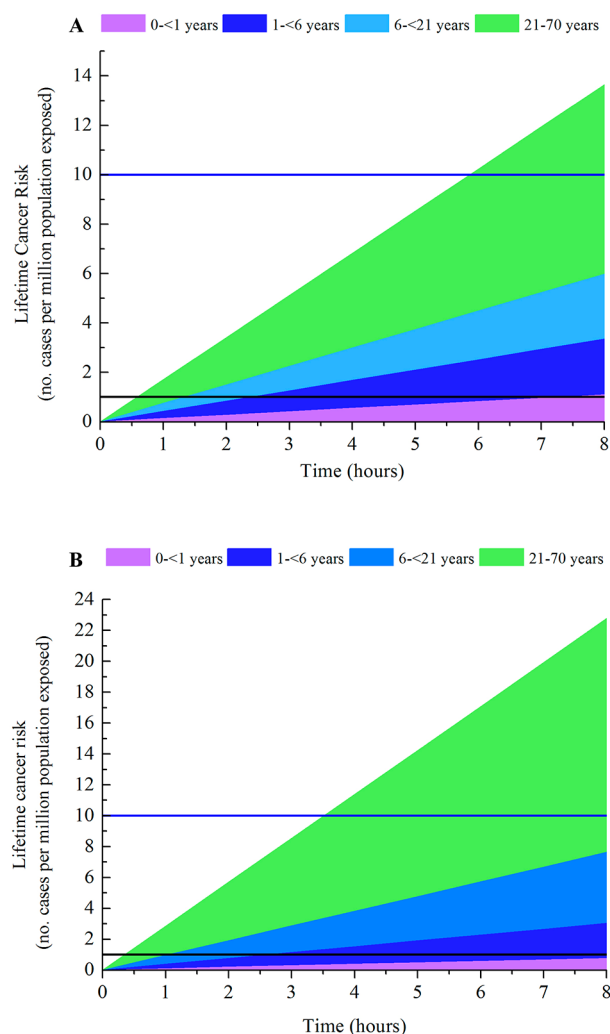 A 0-<1 years 1-<6 years 6-<21 years 21-70 years
14
12
10
8
6
4
2
0
Lifetime Cancer Risk
(no. cases per million population exposed)
0 1 2 3 4 5 6 7 8
Time (hours)
B 0-<1 years 1-<6 years 6-<21 years 21-70 years
24
22
20
18
16
14
12
10
8
6
4
2
0
Lifetime cancer risk
(no. cases per million population exposed)
0 1 2 3 4 5 6 7 8
Time (hours)